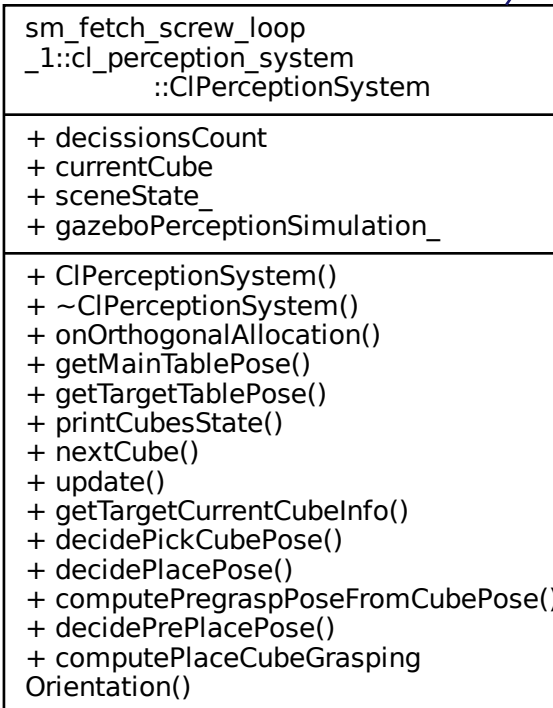 sm_fetch_screw_loop
_1::cl_perception_system
::ClPerceptionSystem
+ decissionsCount
+ currentCube
+ sceneState_
+ gazeboPerceptionSimulation_
+ ClPerceptionSystem()
+ ~ClPerceptionSystem()
+ onOrthogonalAllocation()
+ getMainTablePose()
+ getTargetTablePose()
+ printCubesState()
+ nextCube()
+ update()
+ getTargetCurrentCubeInfo()
+ decidePickCubePose()
+ decidePlacePose()
+ computePregraspPoseFromCubePose()
+ decidePrePlacePose()
+ computePlaceCubeGrasping
Orientation()